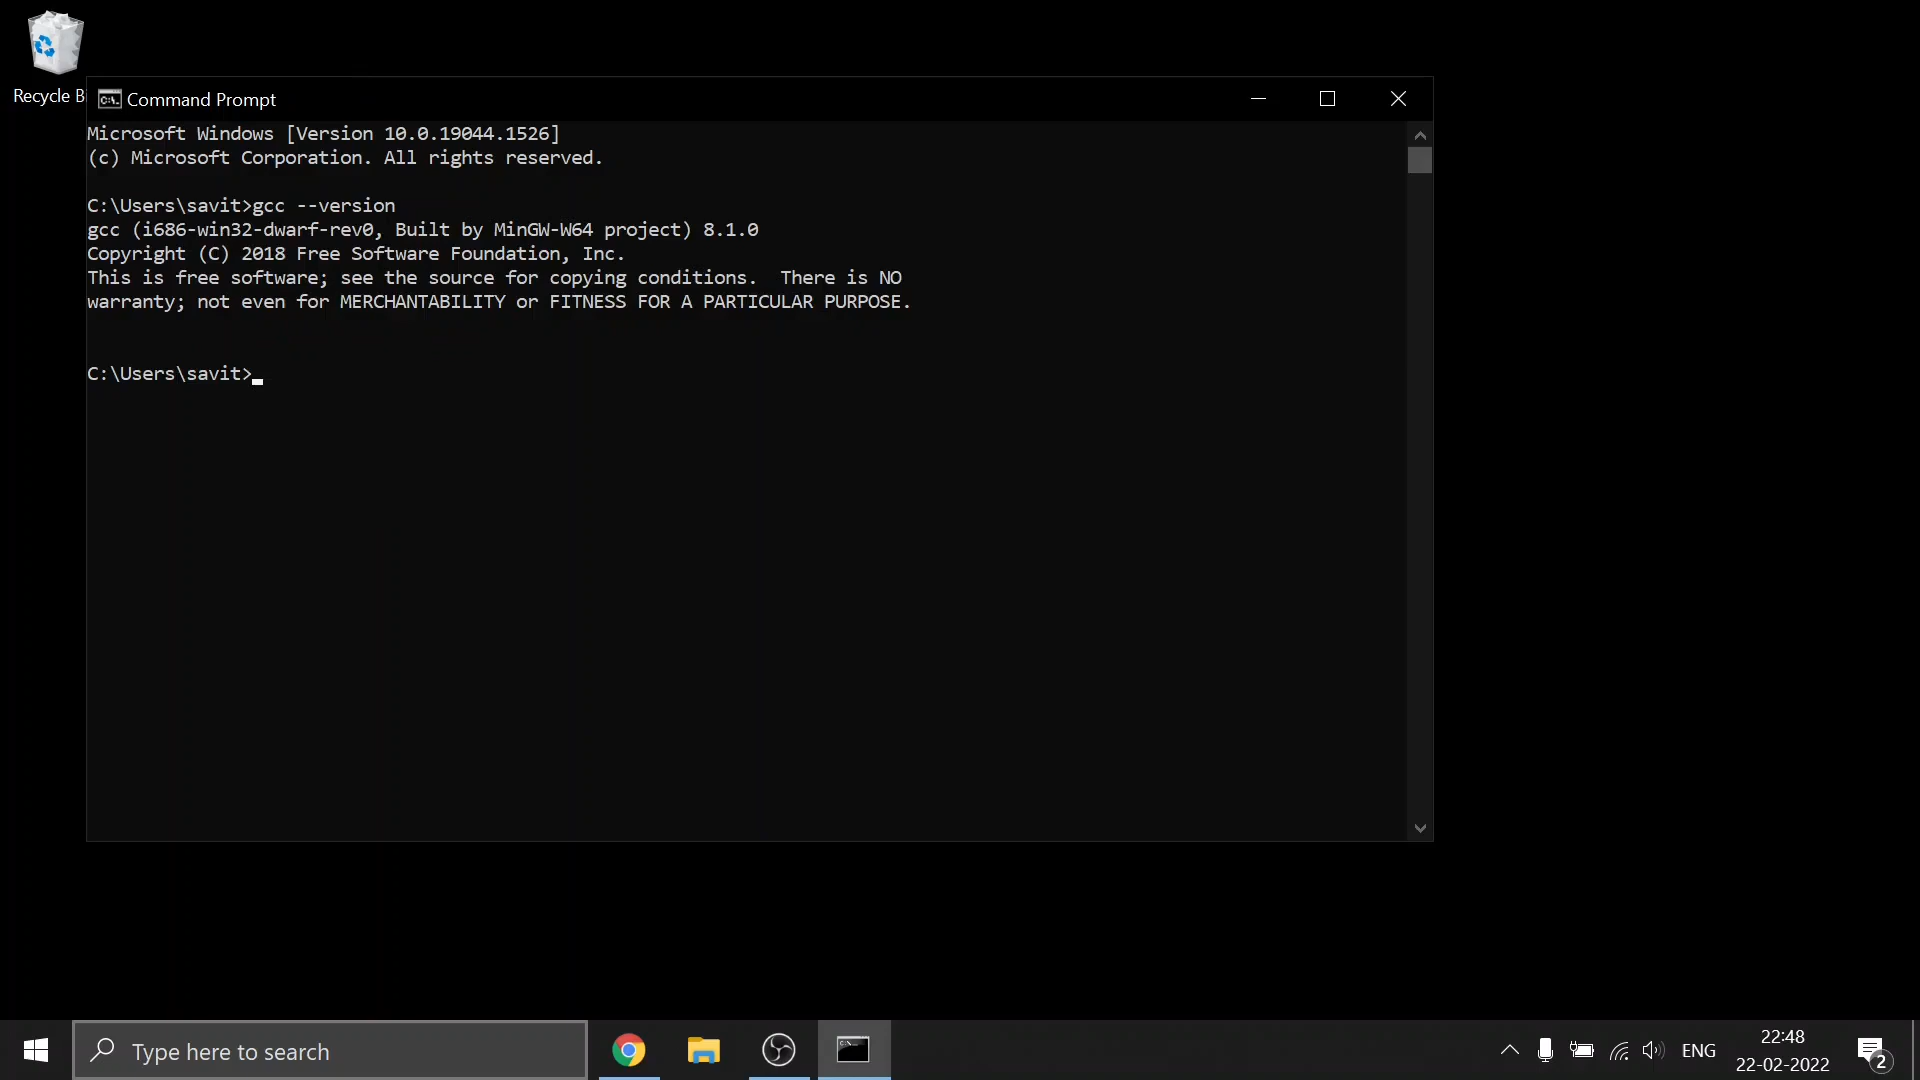 Recycle Bi
Command Prompt
Microsoft Windows [Version 10.0.19044.1526]
(c) Microsoft Corporation. All rights reserved.
C:\Users\savit>gcc --version
gcc (i686-win32-dwarf-rev0, Built by MinGW-W64 project) 8.1.0
Copyright (C) 2018 Free Software Foundation, Inc.
This is free software; see the source for copying conditions.  There is NO
warranty; not even for MERCHANTABILITY or FITNESS FOR A PARTICULAR PURPOSE.
C:\Users\savit>
Type here to search
ENG
22:48
22-02-2022
2